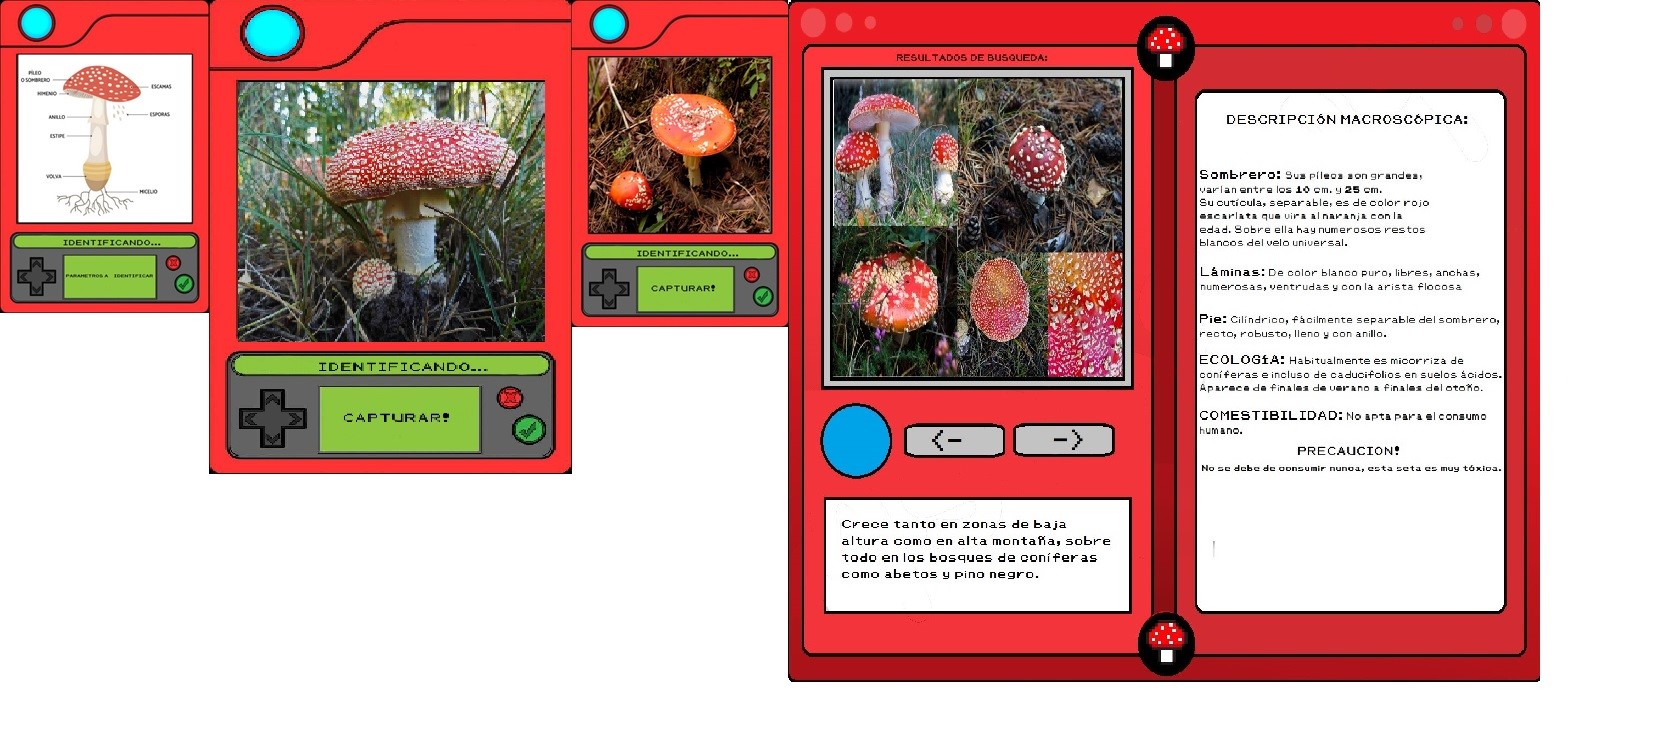 PÍLEO
O SOMBRERO
HIMENIO
ANILLO
ESTIPE
VOLVA
ESCAMAS
ESPORAS
MICELIO
IDENTIFICANDO...
PARAMETROS A IDENTIFICAR
IDENTIFICANDO...
CAPTURAR!
IDENTIFICANDO...
CAPTURAR!
RESULTADOS DE BUSQUEDA:
<-
->
Crece tanto en zonas de baja
altura como en alta montaña, sobre
todo en los bosques de coníferas
como abetos y pino negro.
DESCRIPCIóN MACROSCóPICA:
Sombrero: Sus píleos son grandes,
varían entre los 10 cm. y 25 cm.
Su cutícula, separable, es de color rojo
escarlata que vira al naranja con la
edad. Sobre ella hay numerosos restos
blancos del velo universal.
Láminas: De color blanco puro, libres, anchas,
numerosas, ventrudas y con la arista flocosa
Pie: Cilíndrico, fácilmente separable del sombrero,
recto, robusto, lleno y con anillo.
ECOLOGíA: Habitualmente es micorriza de
coníferas e incluso de caducifolios en suelos ácidos.
Aparece de finales de verano a finales del otoño.
COMESTIBILIDAD: No apta para el consumo
humano.
PRECAUCION!
No se debe de consumir nunca, esta seta es muy tóxica.